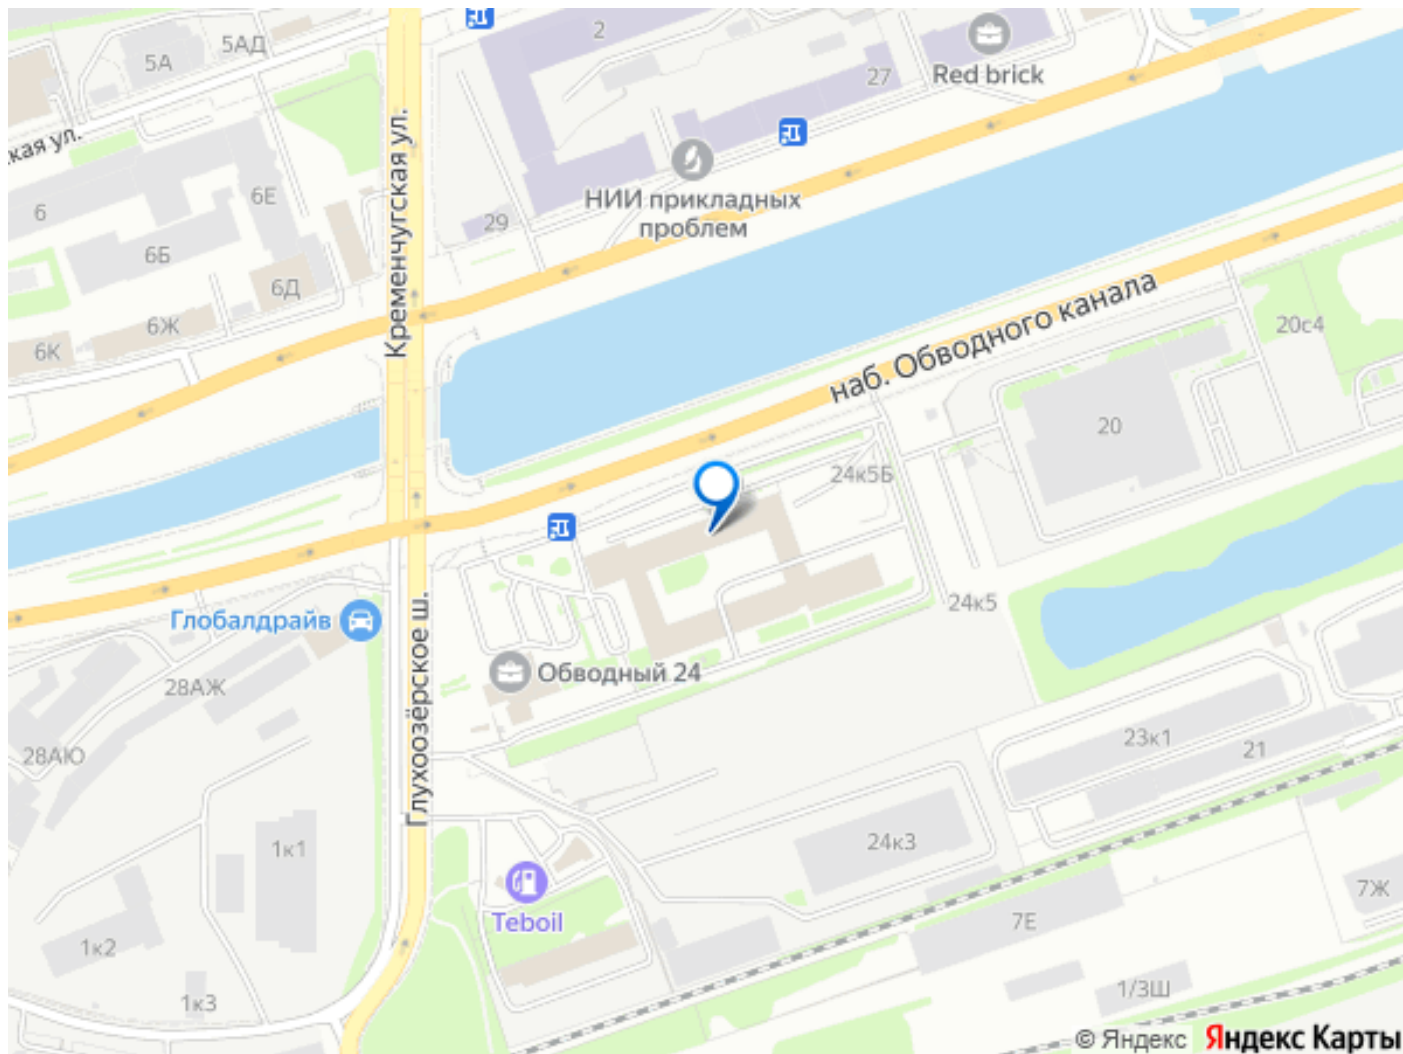 2
5АД
5А
Red brick
27
кая ул.
Кременчугская ул.
НИИ прикладных
проблем
6Е
6
29
6Б
6Д
6Ж
6К
наб. Обводного канала
20с4
20
24к5Б
24к5
Глобалдрайв
Глухоозёрское ш.
Обводный 24
28АЖ
28АЮ
23к1
21
1к1
24к3
Teboil
7Ж
7Е
1к2
1к3
1/3Ш
© Яндекс Яндекс Карты